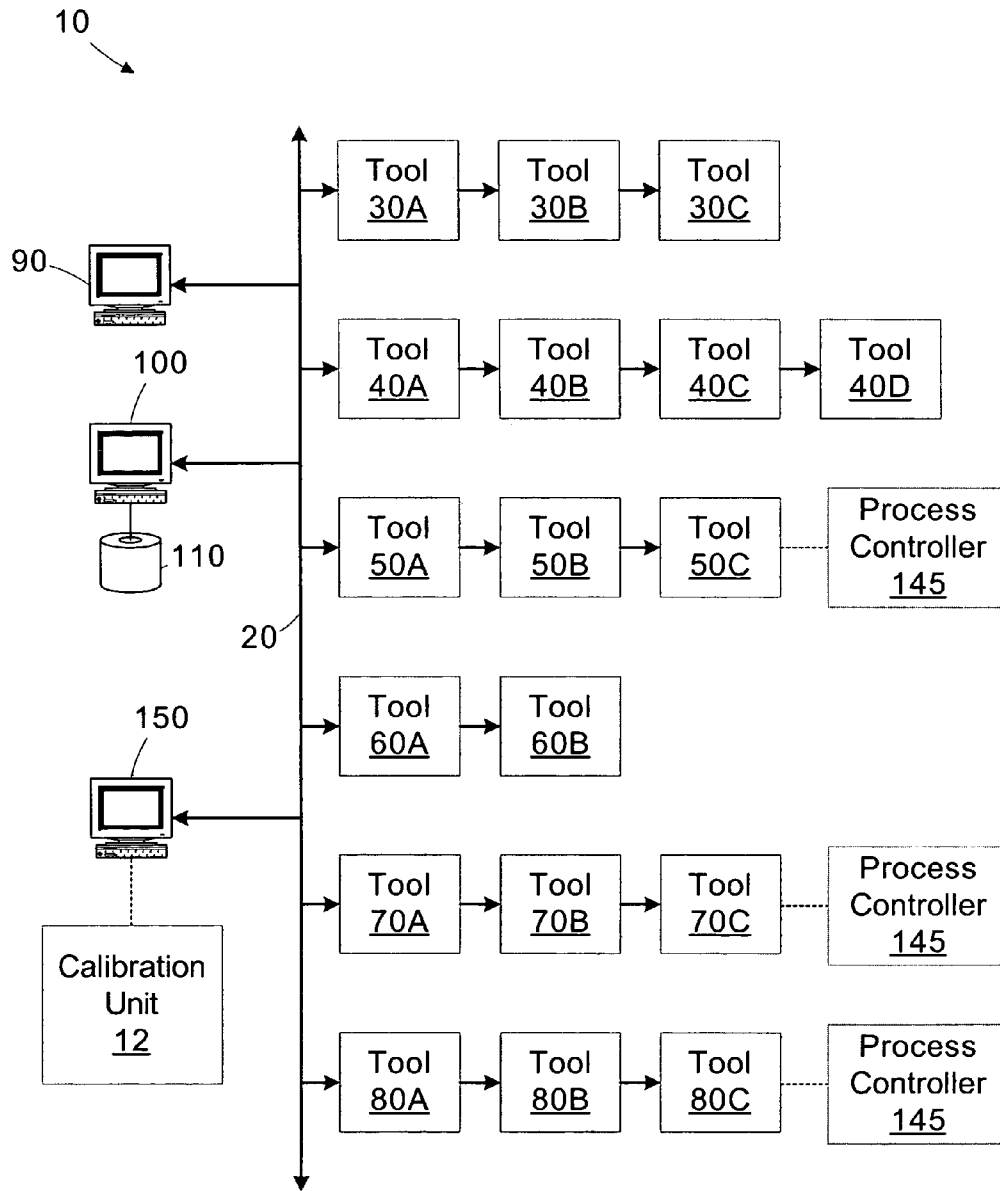 10
Tool
30A
Tool
30B
Tool
30C
90
Tool
40A
Tool
40B
Tool
40C
Tool
40D
100
110
Tool
50A
Tool
50B
Tool
50C
Process
Controller
145
20
Tool
60A
Tool
60B
150
Tool
70A
Tool
70B
Tool
70C
Process
Controller
145
Calibration
Unit
12
Tool
80A
Tool
80B
Tool
80C
Process
Controller
145